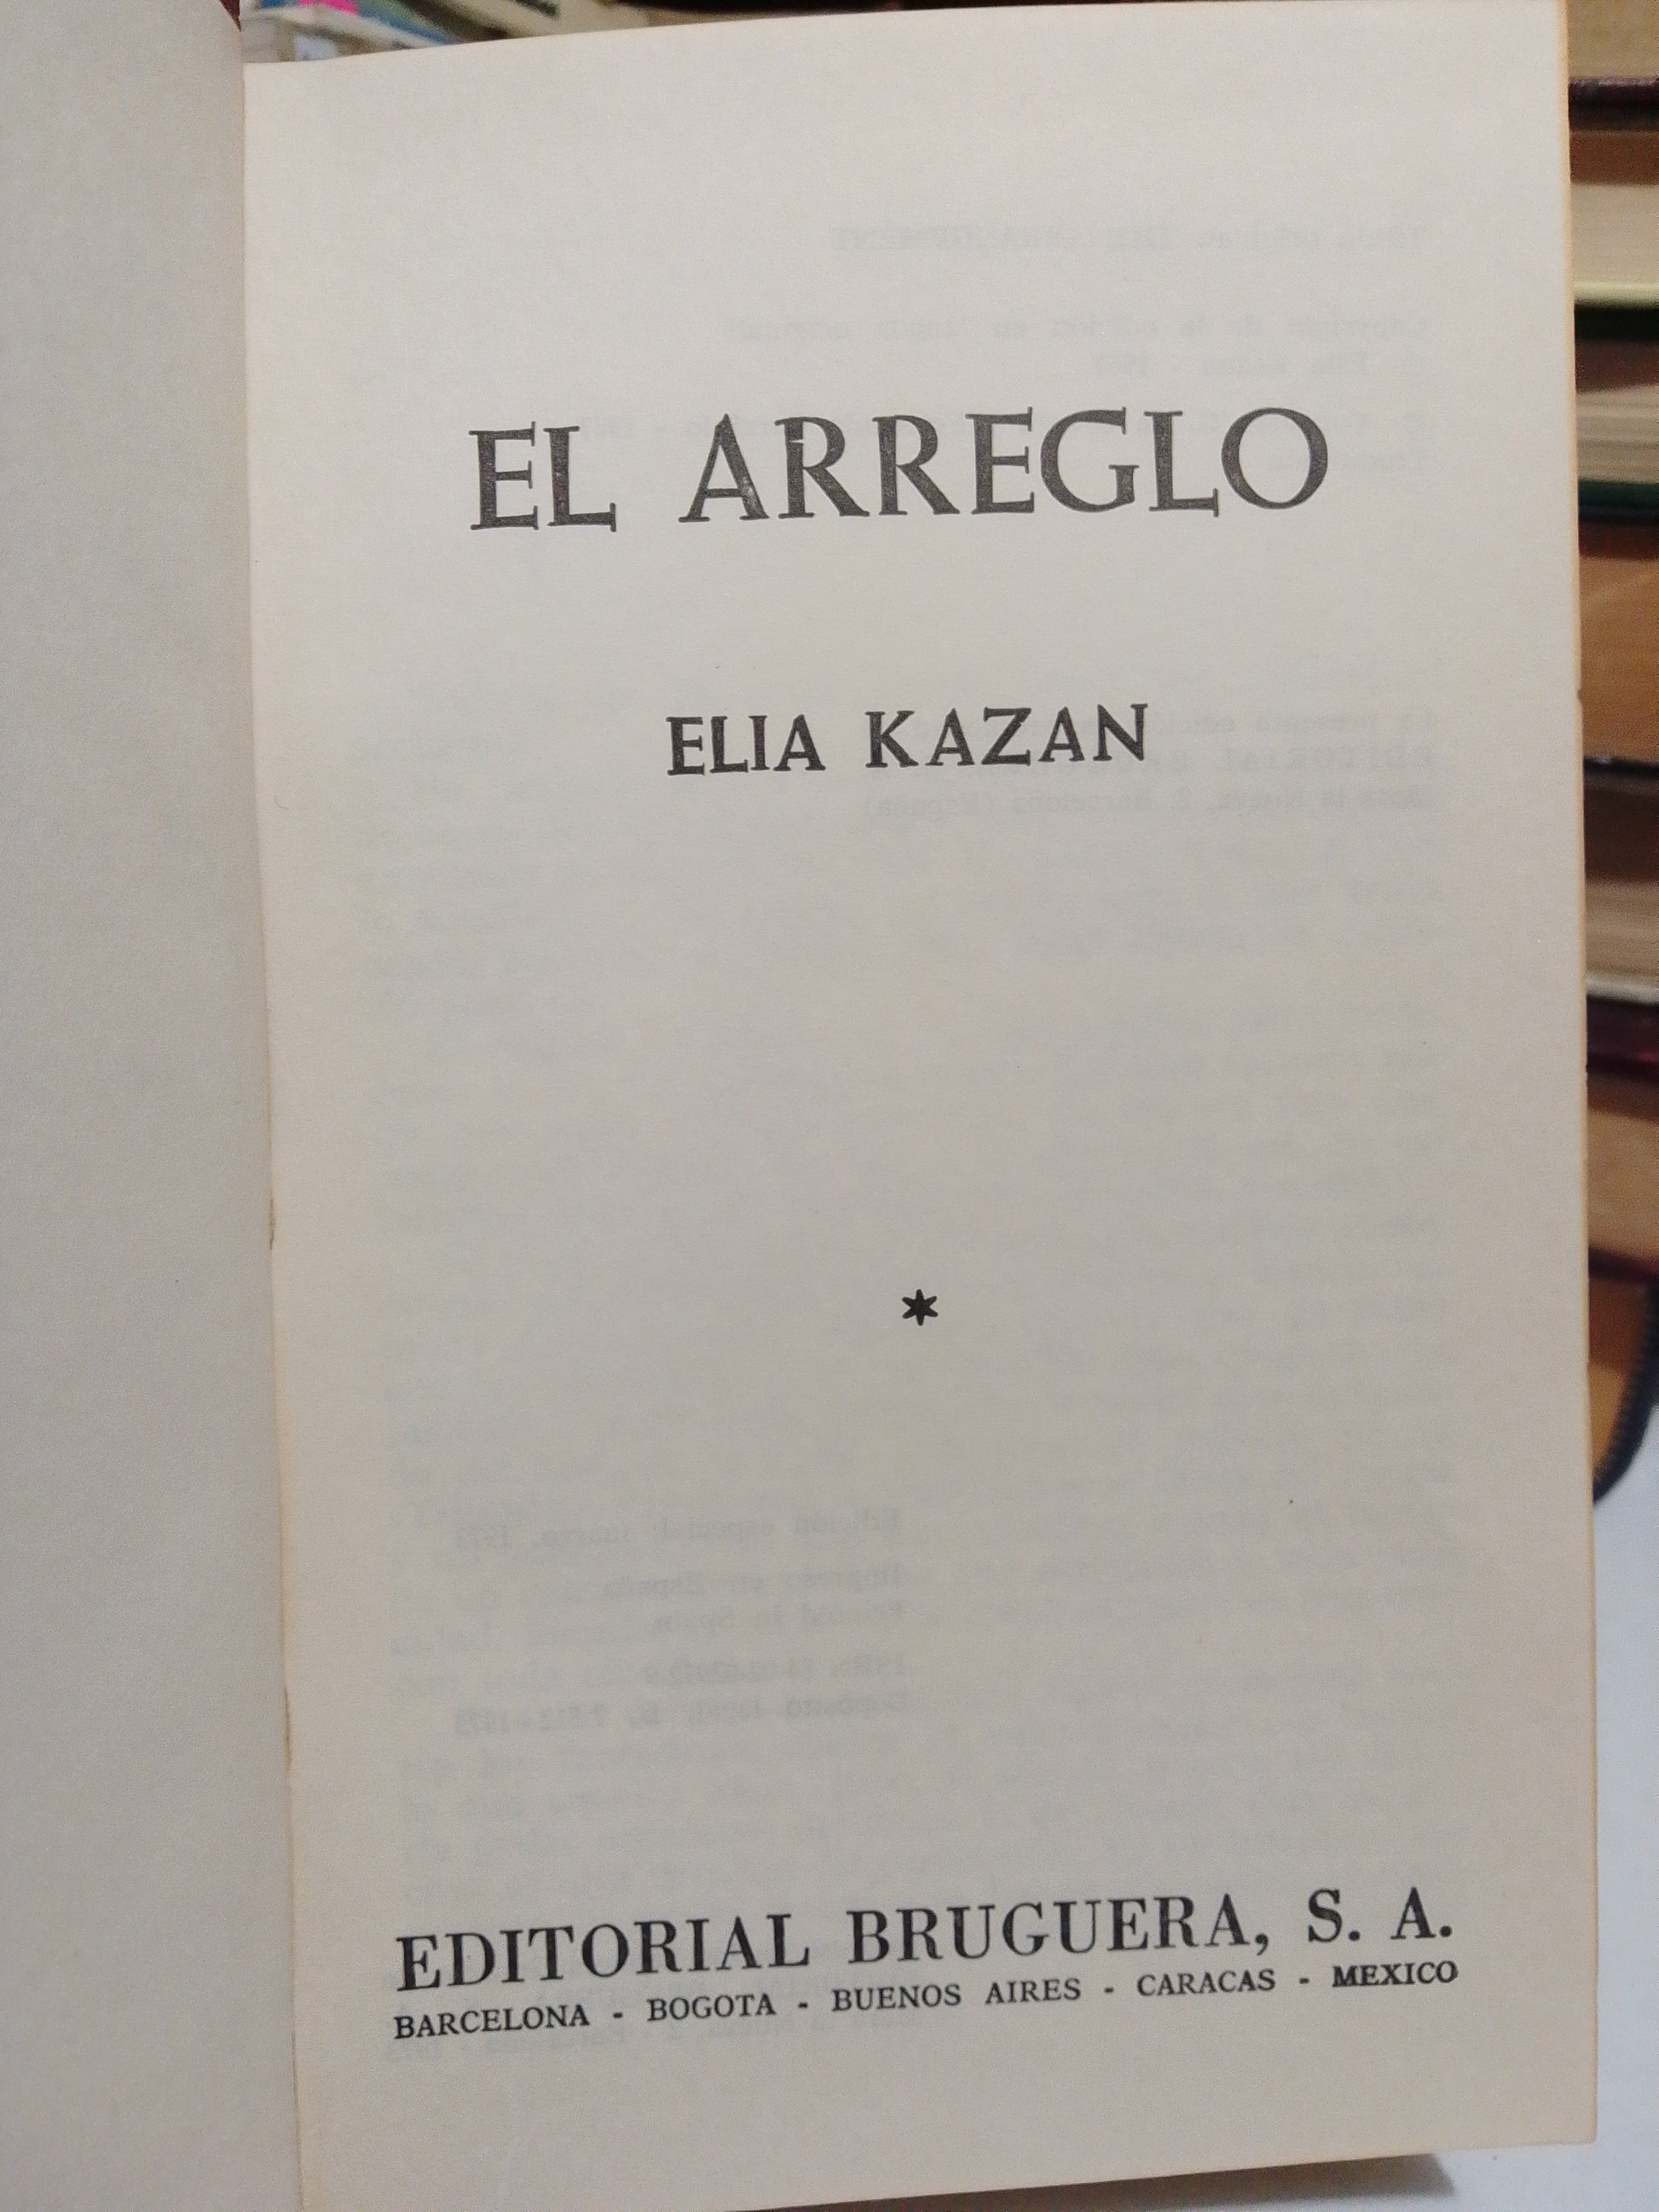 EL ARREGLO
ELIA KAZAN
*
EDITORIAL BRUGUERA, S. A.
BARCELONA - BOGOTA - BUENOS AIRES - CARACAS - MEXICO